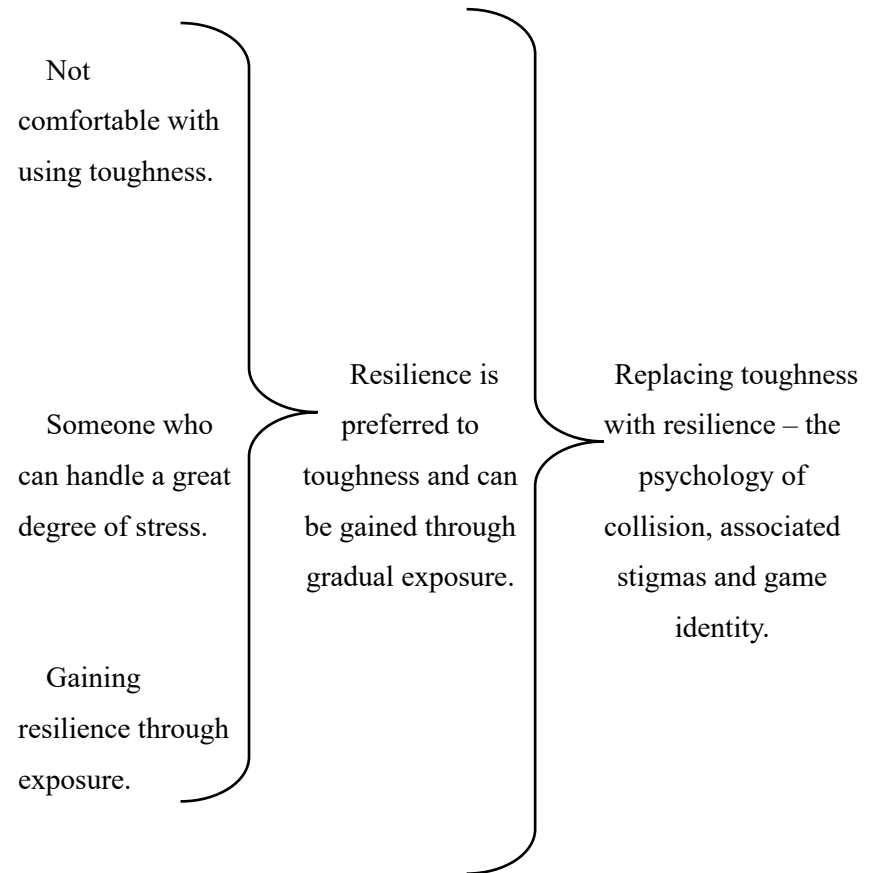 Not
comfortable with
using toughness.
Someone who
can handle a great
degree of stress.
Gaining
resilience through
exposure.
Resilience is
preferred to
toughness and can
be gained through
gradual exposure.
Replacing toughness
with resilience – the
psychology of
collision, associated
stigmas and game
identity.